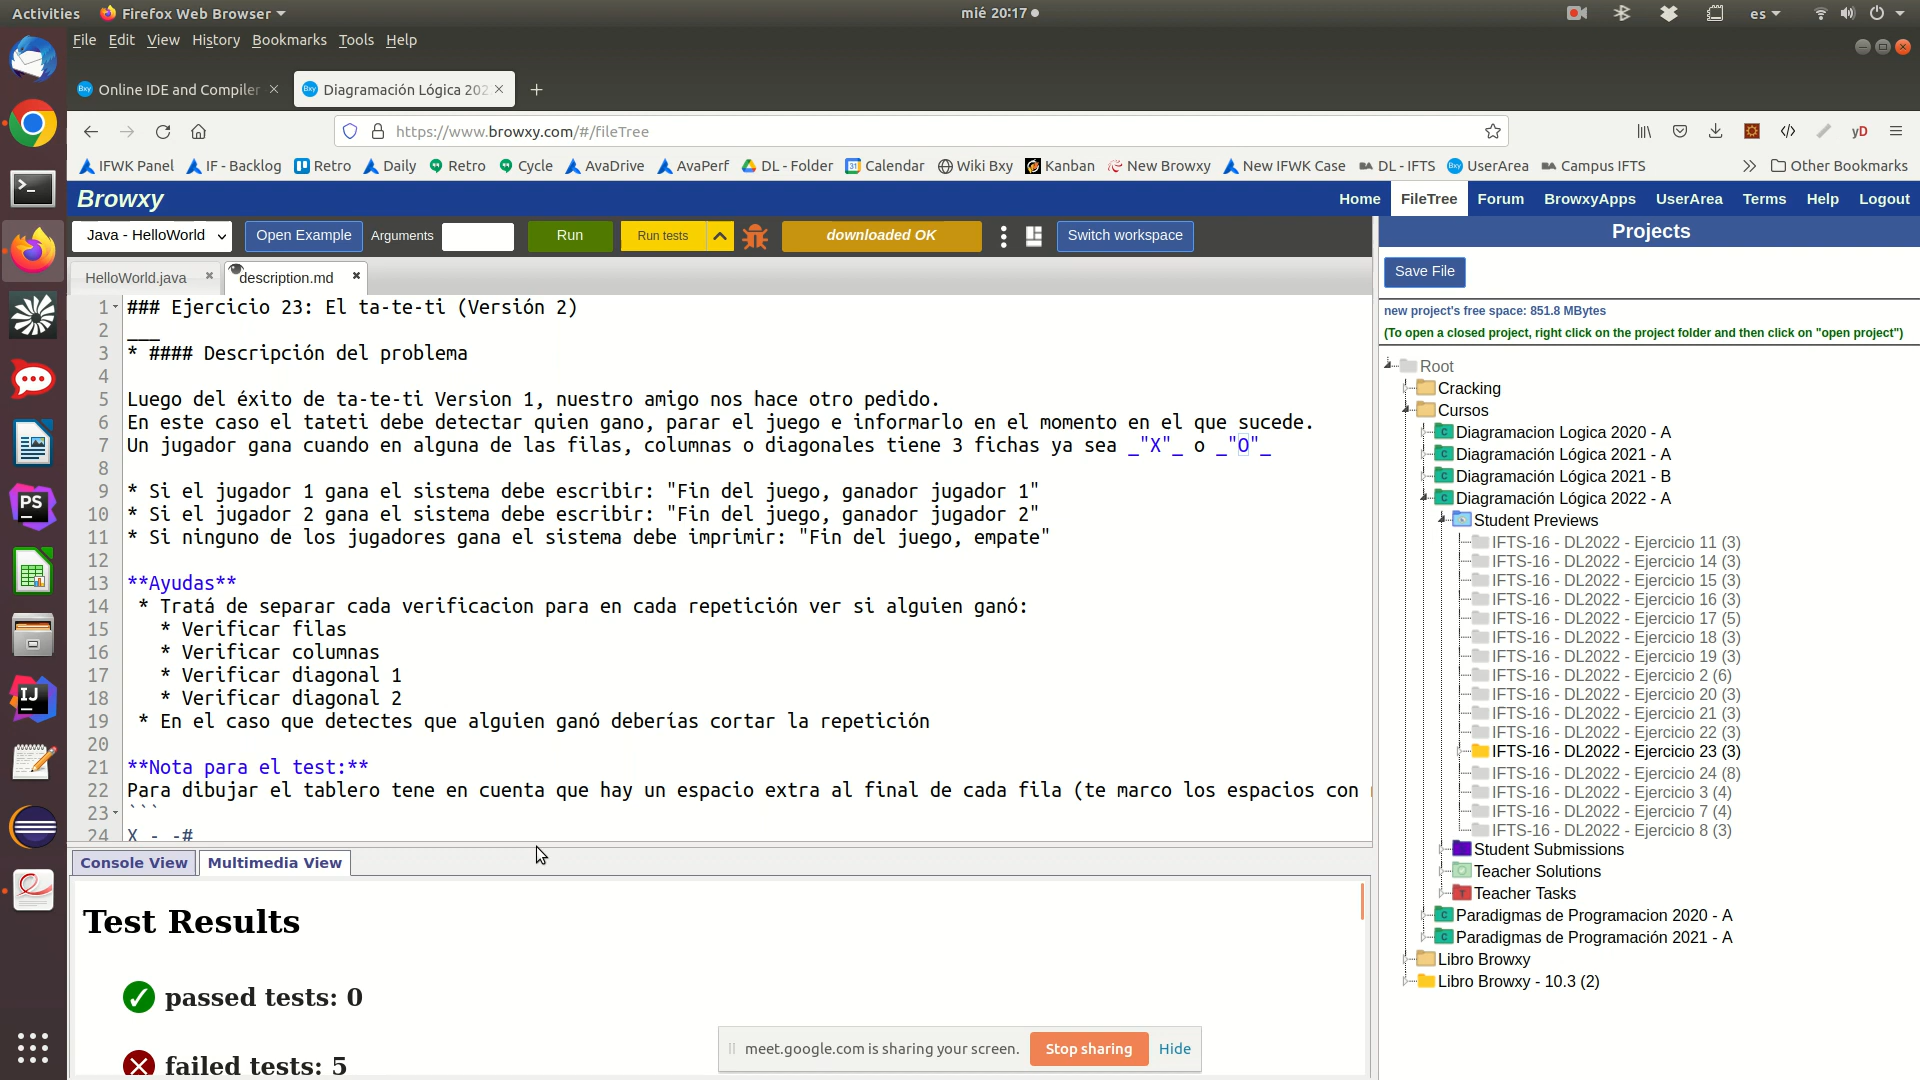 Activities Firefox Web Browser mié 20:17 es
File Edit View History Bookmarks Tools Help
Online IDE and Compiler Diagramación Lógica 202
https://www.browxy.com/#/fileTree
IFWK Panel IF - Backlog Retro Daily Retro Cycle AvaDrive AvaPerf DL - Folder Calendar Wiki Bxy Kanban New Browxy New IFWK Case DL - IFTS UserArea Campus IFTS Other Bookmarks
Browxy Home FileTree Forum BrowxyApps UserArea Terms Help Logout
Java - HelloWorld Open Example Arguments Run Run tests downloaded OK Switch workspace
Projects
Save File
new project's free space: 851.8 MBytes
(To open a closed project, right click on the project folder and then click on "open project")
HelloWorld.java description.md
1 ### Ejercicio 23: El ta-te-ti (Versión 2)
2 ___
3 * #### Descripción del problema
4
5 Luego del éxito de ta-te-ti Version 1, nuestro amigo nos hace otro pedido.
6 En este caso el tateti debe detectar quien gano, parar el juego e informarlo en el momento en el que sucede.
7 Un jugador gana cuando en alguna de las filas, columnas o diagonales tiene 3 fichas ya sea _"X"_ o _"O"_
8
9 * Si el jugador 1 gana el sistema debe escribir: "Fin del juego, ganador jugador 1"
10 * Si el jugador 2 gana el sistema debe escribir: "Fin del juego, ganador jugador 2"
11 * Si ninguno de los jugadores gana el sistema debe imprimir: "Fin del juego, empate"
12
13 **Ayudas**
14 * Tratá de separar cada verificacion para en cada repetición ver si alguien ganó:
15 * Verificar filas
16 * Verificar columnas
17 * Verificar diagonal 1
18 * Verificar diagonal 2
19 * En el caso que detectes que alguien ganó deberías cortar la repetición
20
21 **Nota para el test:**
22 Para dibujar el tablero tene en cuenta que hay un espacio extra al final de cada fila (te marco los espacios con
23 ```
24 X - -#
Console View Multimedia View
Test Results
passed tests: 0
failed tests: 5
meet.google.com is sharing your screen. Stop sharing Hide
Root
Cracking
Cursos
Diagramacion Logica 2020 - A
Diagramación Lógica 2021 - A
Diagramación Lógica 2021 - B
Diagramación Lógica 2022 - A
Student Previews
IFTS-16 - DL2022 - Ejercicio 11 (3)
IFTS-16 - DL2022 - Ejercicio 14 (3)
IFTS-16 - DL2022 - Ejercicio 15 (3)
IFTS-16 - DL2022 - Ejercicio 16 (3)
IFTS-16 - DL2022 - Ejercicio 17 (5)
IFTS-16 - DL2022 - Ejercicio 18 (3)
IFTS-16 - DL2022 - Ejercicio 19 (3)
IFTS-16 - DL2022 - Ejercicio 2 (6)
IFTS-16 - DL2022 - Ejercicio 20 (3)
IFTS-16 - DL2022 - Ejercicio 21 (3)
IFTS-16 - DL2022 - Ejercicio 22 (3)
IFTS-16 - DL2022 - Ejercicio 23 (3)
IFTS-16 - DL2022 - Ejercicio 24 (8)
IFTS-16 - DL2022 - Ejercicio 3 (4)
IFTS-16 - DL2022 - Ejercicio 7 (4)
IFTS-16 - DL2022 - Ejercicio 8 (3)
Student Submissions
Teacher Solutions
Teacher Tasks
Paradigmas de Programacion 2020 - A
Paradigmas de Programación 2021 - A
Libro Browxy
Libro Browxy - 10.3 (2)